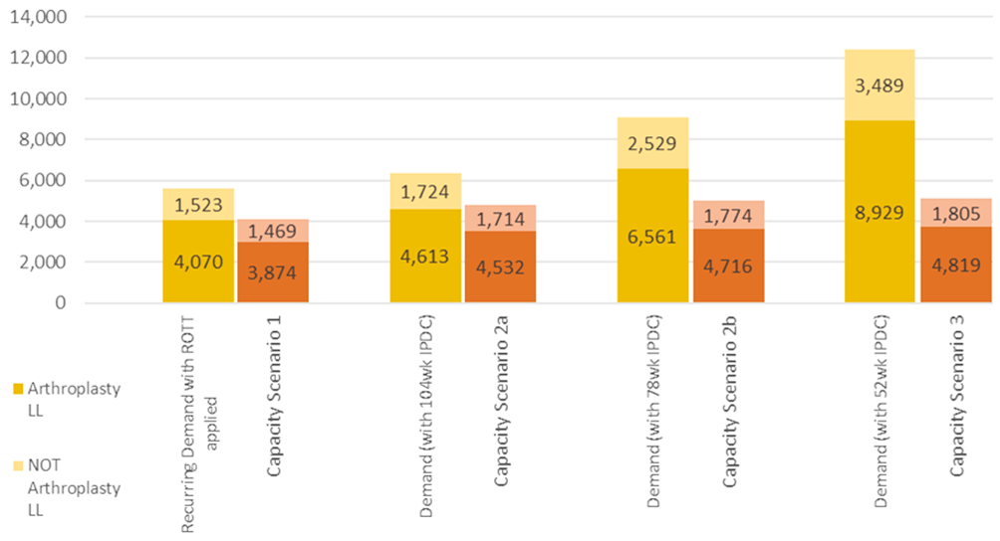 14,000
12,000
10,000
8,000
6,000
4,000
2,000
0
1,523
4,070
1,469
3,874
1,724
4,613
1,714
4,532
2,529
6,561
1,774
4,716
3,489
8,929
1,805
4,819
Recurring Demand with ROTT
applied
Capacity Scenario 1
Demand (with 104wk IPDC)
Capacity Scenario 2a
Demand (with 78wk IPDC)
Capacity Scenario 2b
Demand (with 52wk IPDC)
Capacity Scenario 3
Arthroplasty
LL
NOT
Arthroplasty
LL